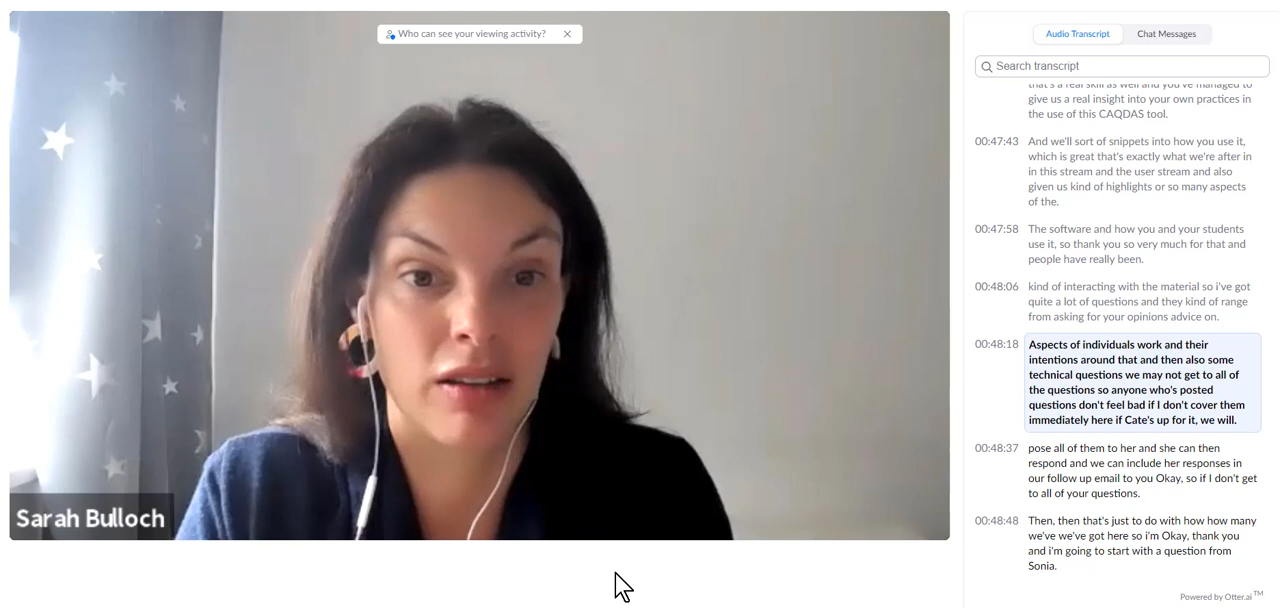 Who can see your viewing activity?
Sarah Bulloch
Audio Transcript
Chat Messages
Search transcript
that's a real skill as well and you've managed to
give us a real insight into your own practices in
the use of this CAQDAS tool.
00:47:43
And we'll sort of snippets into how you use it,
which is great that's exactly what we're after in
in this stream and the user stream and also
given us kind of highlights or so many aspects
of the.
00:47:58
The software and how you and your students
use it, so thank you so very much for that and
people have really been.
00:48:06
kind of interacting with the material so i've got
quite a lot of questions and they kind of range
from asking for your opinions advice on.
00:48:18
Aspects of individuals work and their
intentions around that and then also some
technical questions we may not get to all of
the questions so anyone who's posted
questions don't feel bad if I don't cover them
immediately here if Cate's up for it, we will.
00:48:37
pose all of them to her and she can then
respond and we can include her responses in
our follow up email to you Okay, so if I don't get
to all of your questions.
00:48:48
Then, then that's just to do with how how many
we've we've got here so i'm Okay, thank you
and i'm going to start with a question from
Sonia.
Powered by Otter.ai TM